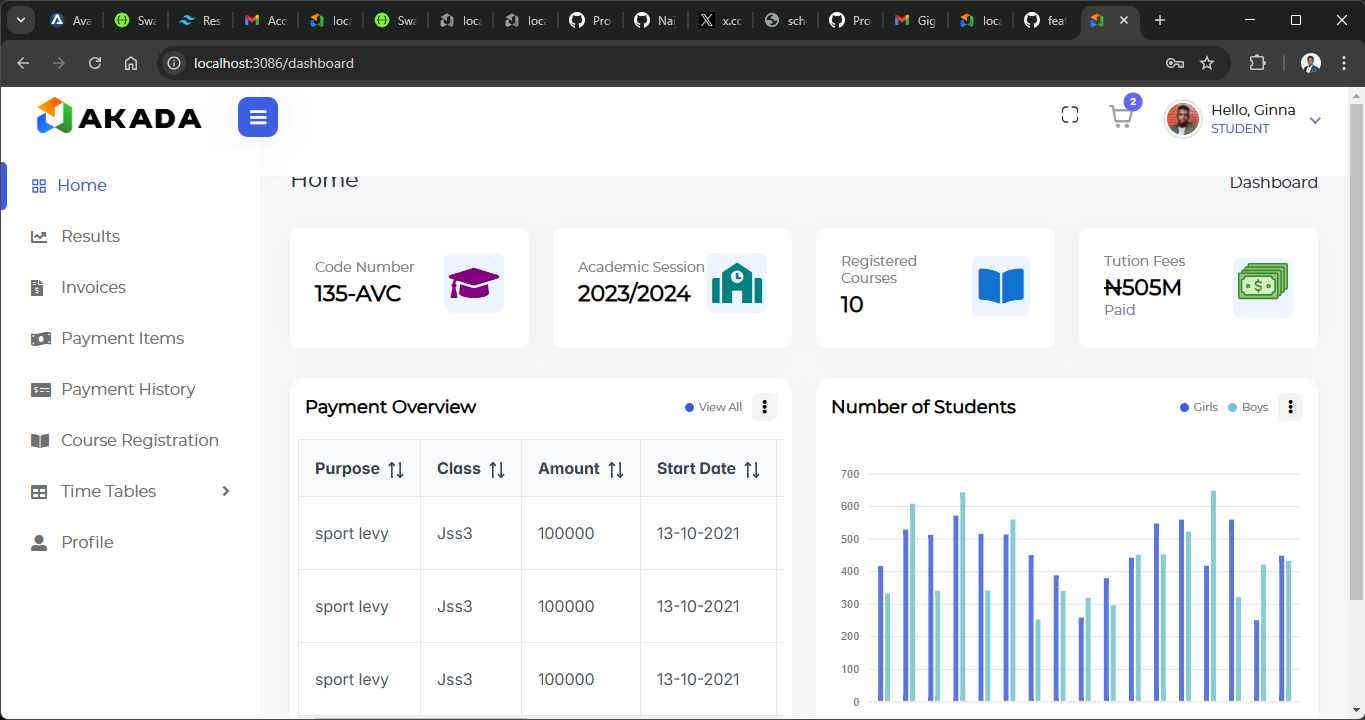 Ava
Swa
Res
Acc
loca
Swa
loca
loca
Pro
Nai
x.co
sch
Pro
Gig
loca
feat
localhost:3086/dashboard
AKADA
2
Hello, Ginna
STUDENT
Home
Results
Invoices
Payment Items
Payment History
Course Registration
Time Tables
Profile
Home
Dashboard
Code Number
135-AVC
Academic Session
2023/2024
Registered
Courses
10
Tution Fees
₦505M
Paid
Payment Overview
View All
Purpose Class Amount Start Date
sport levy Jss3 100000 13-10-2021
sport levy Jss3 100000 13-10-2021
sport levy Jss3 100000 13-10-2021
Number of Students
Girls Boys
700
600
500
400
300
200
100
0